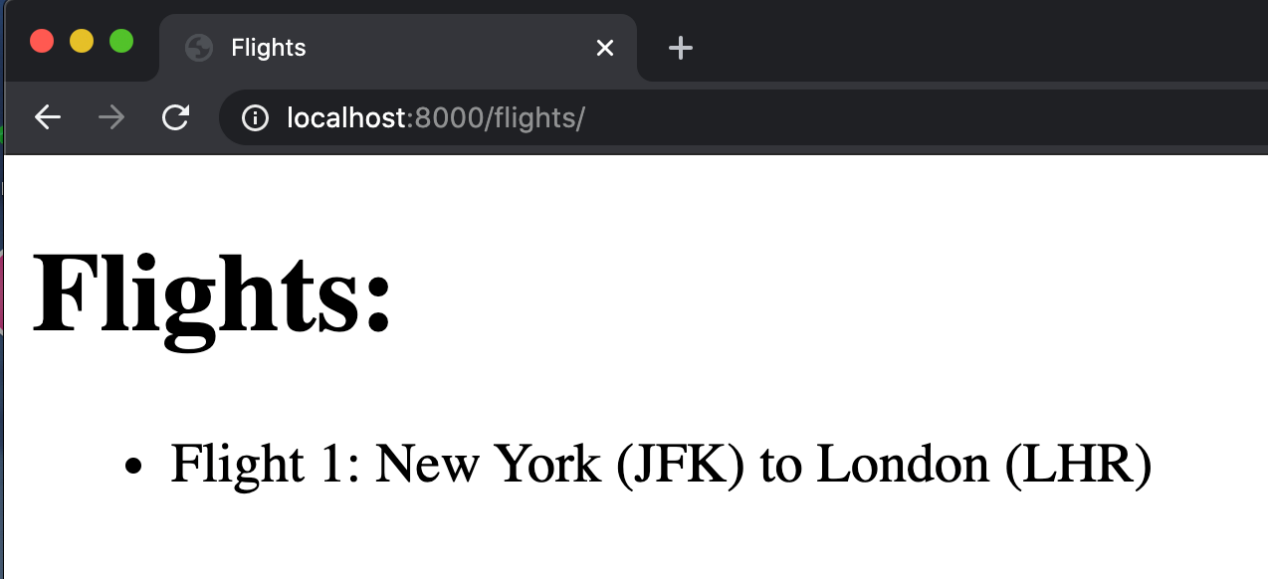 Flights
localhost:8000/flights/
Flights:
• Flight 1: New York (JFK) to London (LHR)